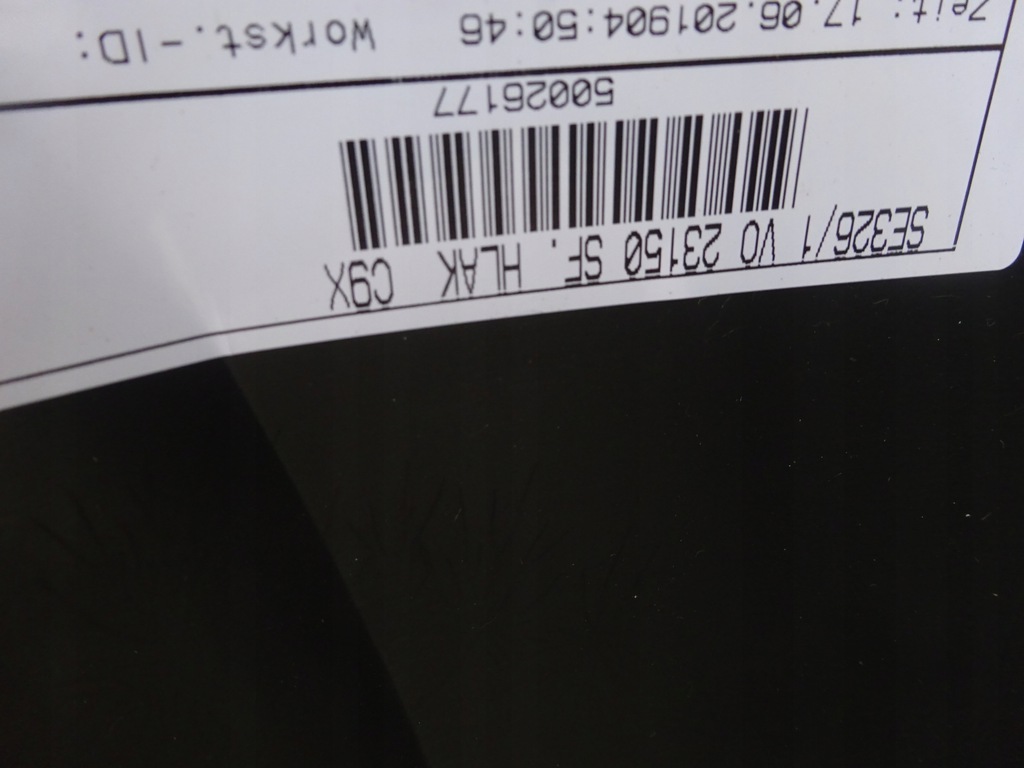 SE326/1 VO 23150 SF. HLAK C9X
50026177
Zeit: 17.06.201904:50:46 Workst.-ID: